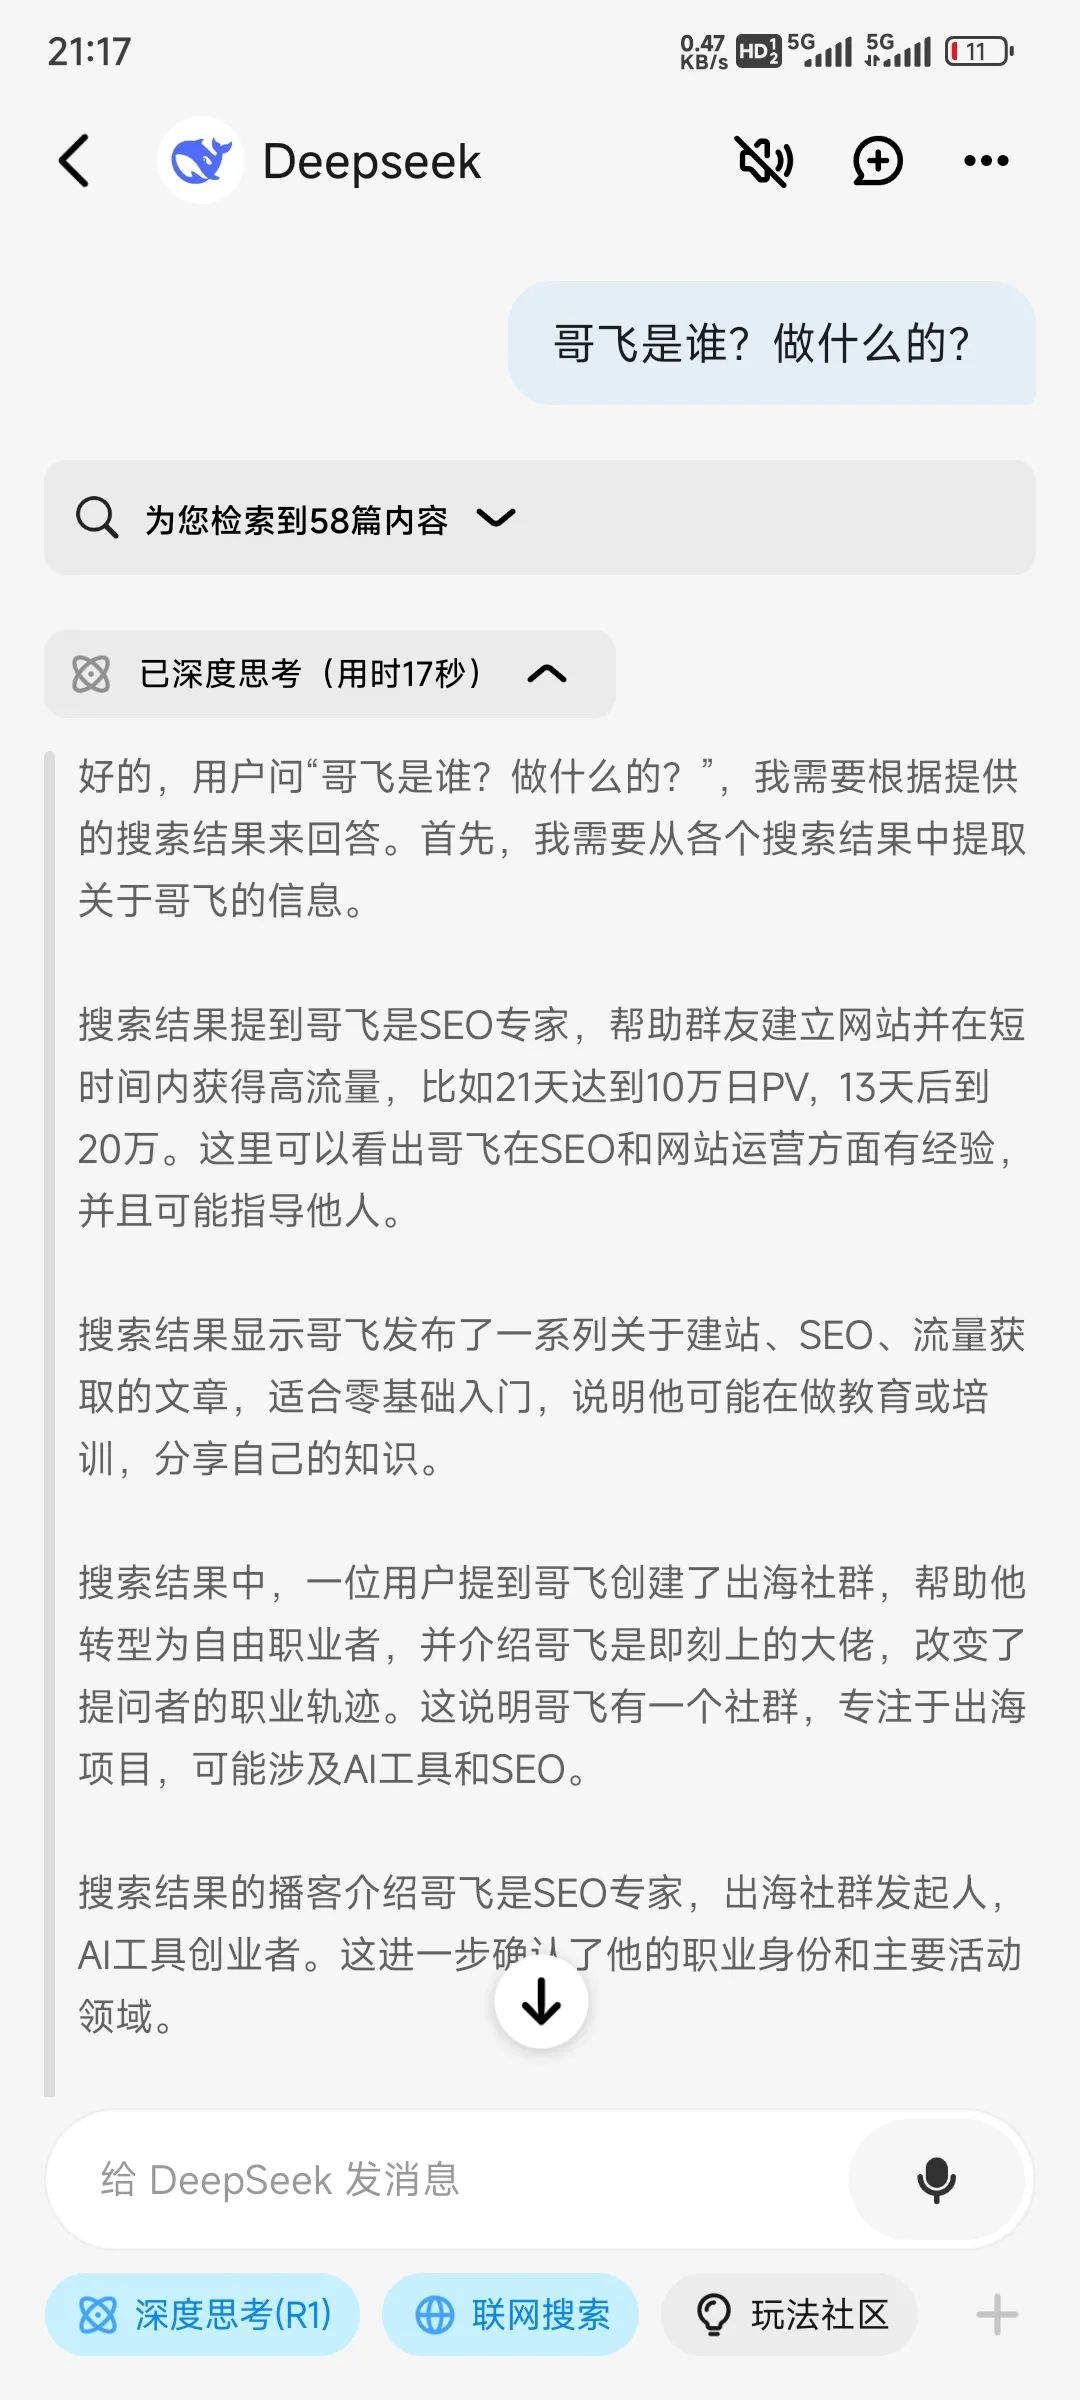 21:17
0.47 KB/s HD 1 2 5G 5G 11
Deepseek
哥飞是谁？做什么的？
为您检索到58篇内容
已深度思考（用时17秒）
好的，用户问“哥飞是谁？做什么的？”，我需要根据提供
的搜索结果来回答。首先，我需要从各个搜索结果中提取
关于哥飞的信息。
搜索结果提到哥飞是SEO专家，帮助群友建立网站并在短
时间内获得高流量，比如21天达到10万日PV，13天后到
20万。这里可以看出哥飞在SEO和网站运营方面有经验，
并且可能指导他人。
搜索结果显示哥飞发布了一系列关于建站、SEO、流量获
取的文章，适合零基础入门，说明他可能在做教育或培
训，分享自己的知识。
搜索结果中，一位用户提到哥飞创建了出海社群，帮助他
转型为自由职业者，并介绍哥飞是即刻上的大佬，改变了
提问者的职业轨迹。这说明哥飞有一个社群，专注于出海
项目，可能涉及AI工具和SEO。
搜索结果的播客介绍哥飞是SEO专家，出海社群发起人，
AI工具创业者。这进一步确认了他的职业身份和主要活动
领域。
给 DeepSeek 发消息
深度思考(R1)
联网搜索
玩法社区